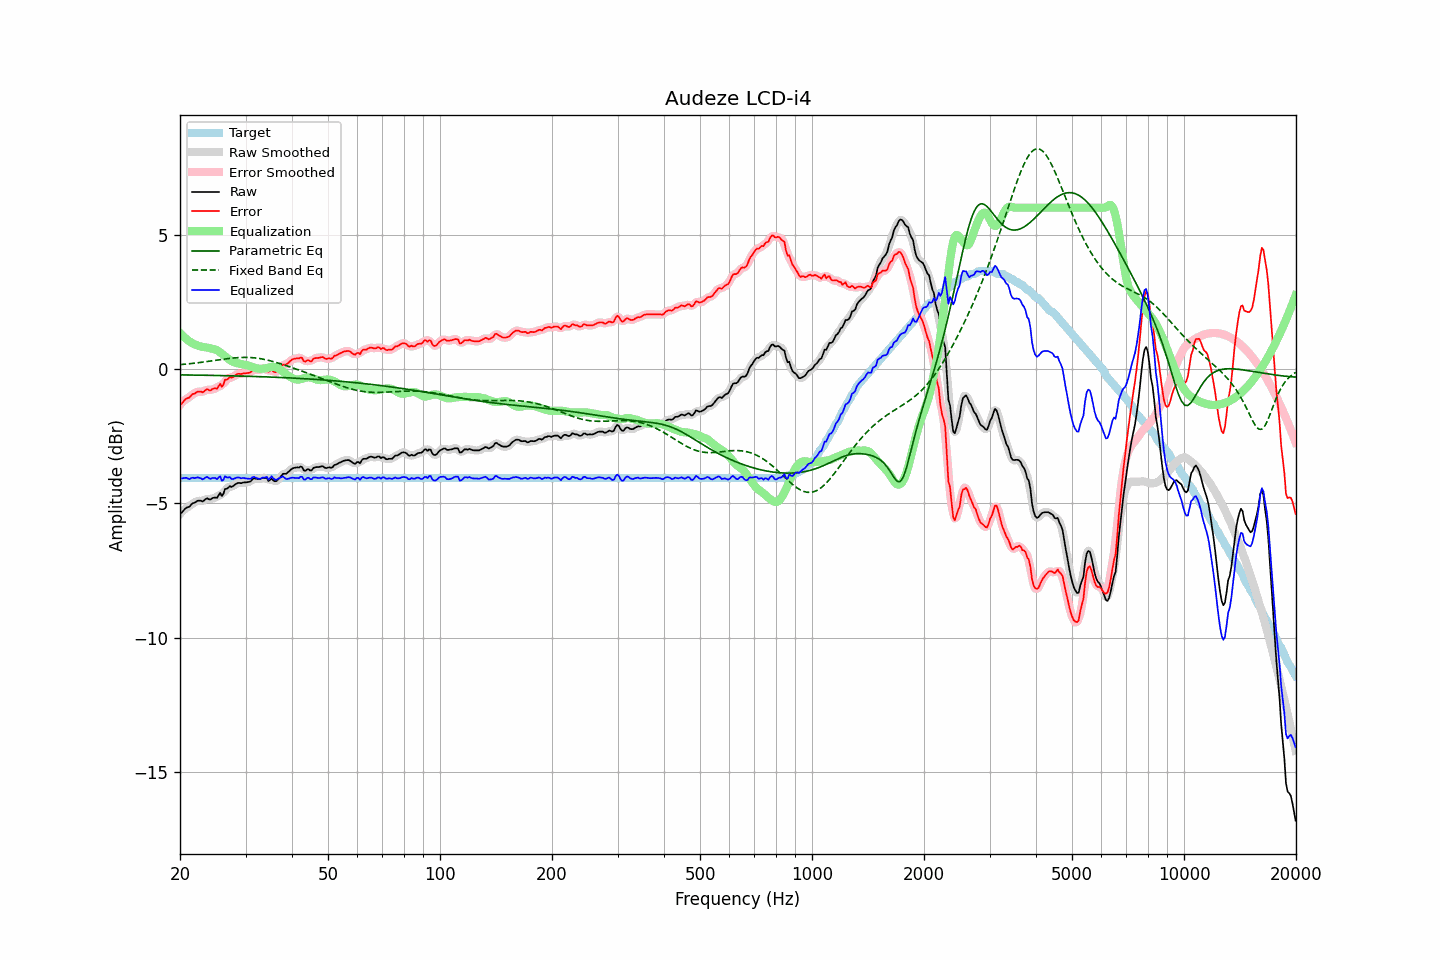 Audeze LCD-i4
Target
Raw Smoothed
Error Smoothed
Raw
Error
Equalization
Parametric Eq
Fixed Band Eq
Equalized
5
0
−5
−10
−15
Amplitude (dBr)
20 50 100 200 500 1000 2000 5000 10000 20000
Frequency (Hz)